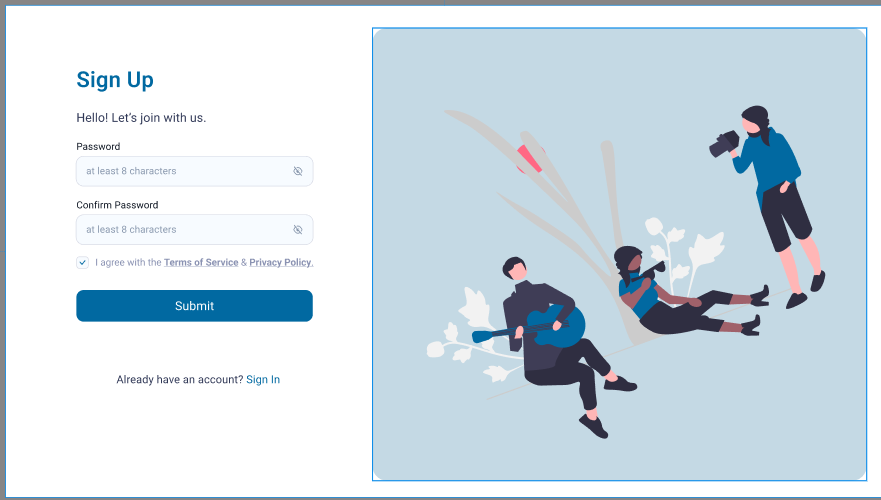 Sign Up
Hello! Let's join with us.
Password
at least 8 characters
Confirm Password
at least 8 characters
I agree with the Terms of Service & Privacy Policy.
Submit
Already have an account? Sign In